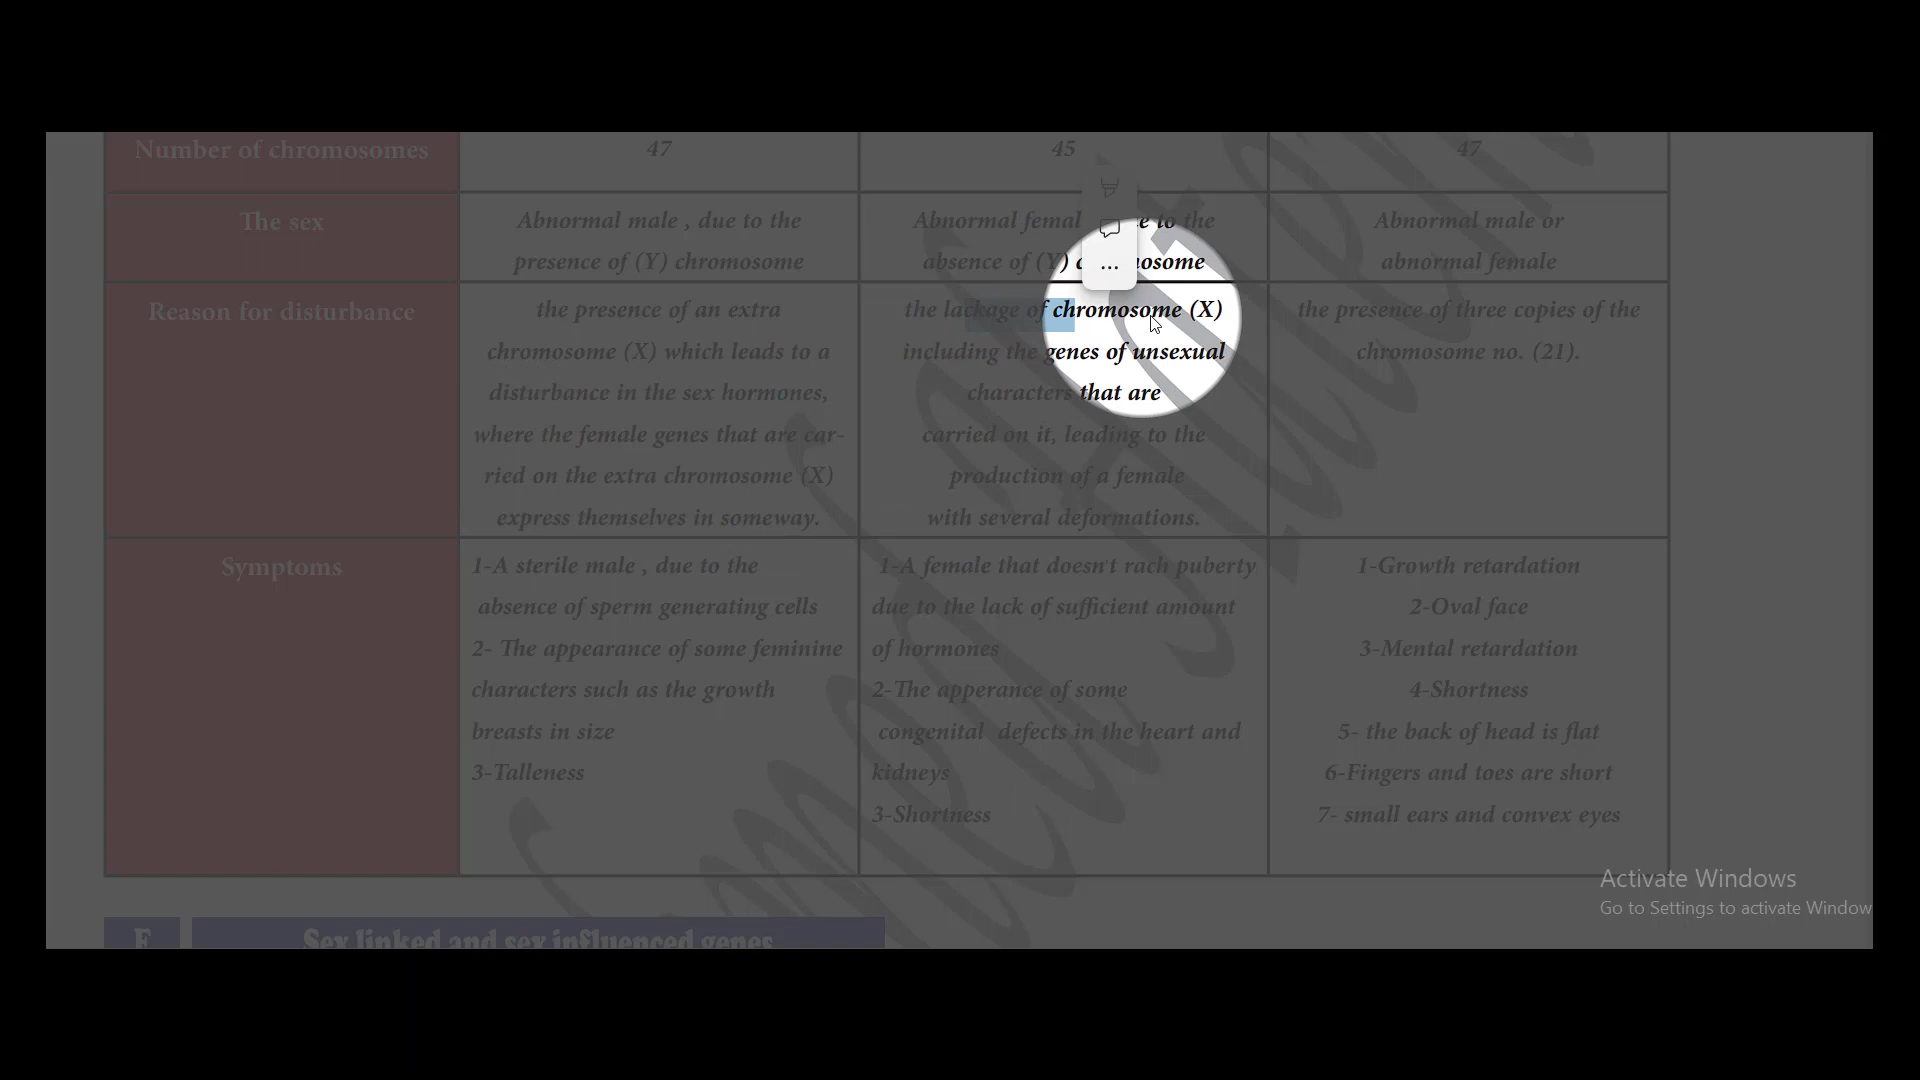 Number of chromosomes 47 45 47
The sex
Abnormal male , due to the
presence of (Y) chromosome
Abnormal femal e to the
absence of (Y) c osome
Abnormal male or
abnormal female
Reason for disturbance
the presence of an extra
chromosome (X) which leads to a
disturbance in the sex hormones,
where the female genes that are car-
ried on the extra chromosome (X)
express themselves in someway.
the lackage of chromosome (X)
including the genes of unsexual
characters that are
carried on it, leading to the
production of a female
with several deformations.
the presence of three copies of the
chromosome no. (21).
Symptoms
1-A sterile male , due to the
absence of sperm generating cells
2- The appearance of some feminine
characters such as the growth
breasts in size
3-Talleness
1-A female that doesn't rach puberty
due to the lack of sufficient amount
of hormones
2-The apperance of some
congenital defects in the heart and
kidneys
3-Shortness
1-Growth retardation
2-Oval face
3-Mental retardation
4-Shortness
5- the back of head is flat
6-Fingers and toes are short
7- small ears and convex eyes
Activate Windows
Go to Settings to activate Window
Sex linked and sex influenced genes